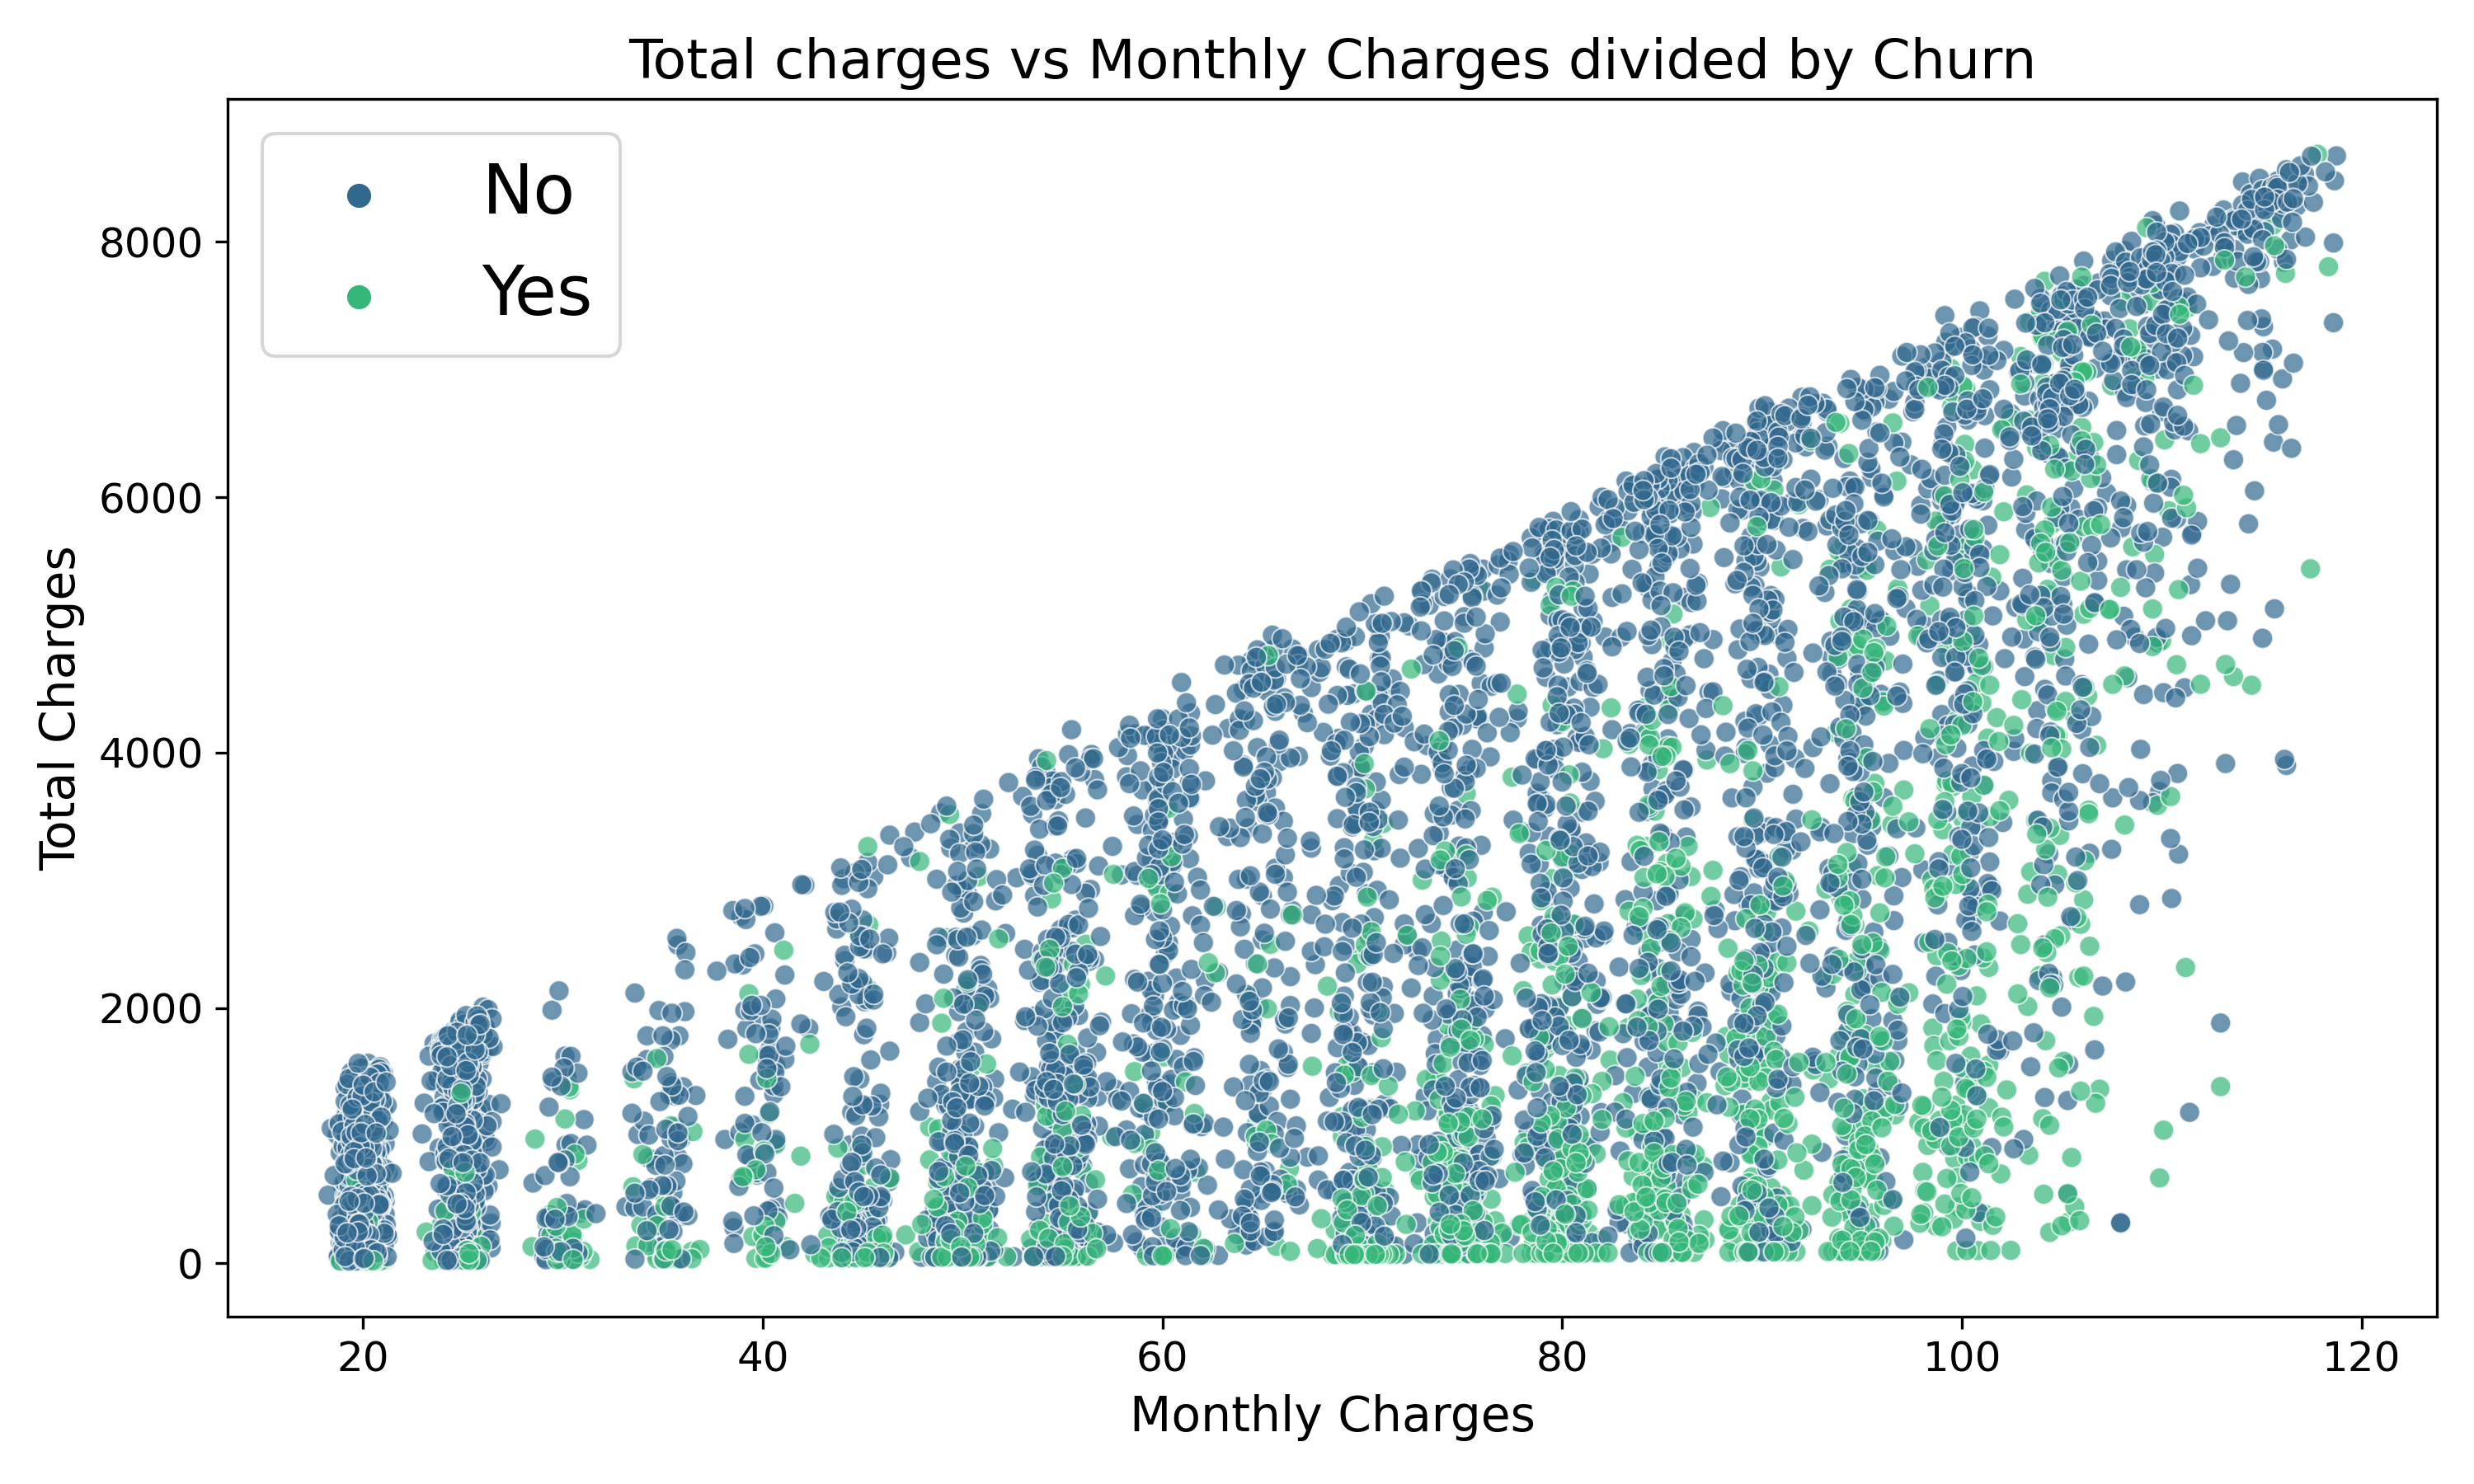 Total charges vs Monthly Charges divided by Churn
No
Yes
Total Charges
8000
6000
4000
2000
0
20 40 60 80 100 120
Monthly Charges